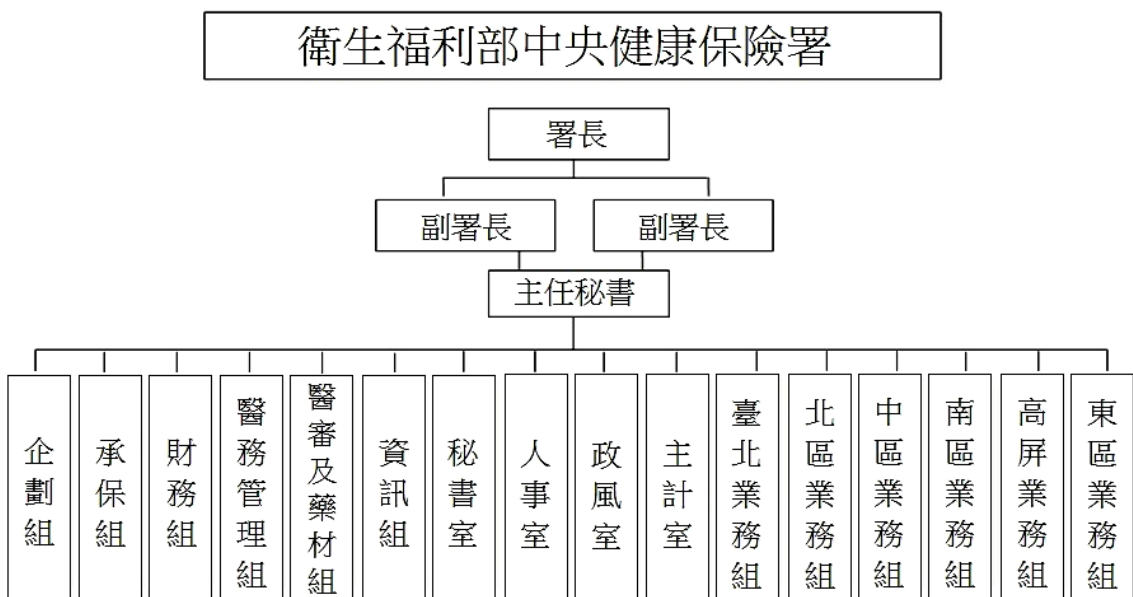 衛生福利部中央健康保險署
署長
副署長
副署長
主任秘書
企劃組
承保組
財務組
醫務管理組
醫審及藥材組
資訊組
秘書室
人事室
政風室
主計室
臺北業務組
北區業務組
中區業務組
南區業務組
高屏業務組
東區業務組